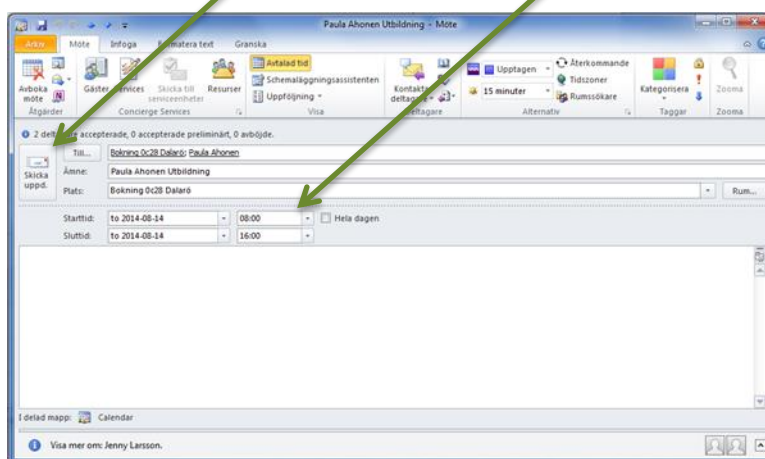 Paula Ahonen Utbildning - Möte
Arkiv Möte Infoga Formatera text Granska
Avboka möte
Åtgärder
Gäster Services Skicka till serviceenheter Resurser
Concierge Services
Avtalad tid
Schemaläggningsassistenten
Uppföljning
Visa
Kontakta deltagare
Deltagare
Upptagen
15 minuter
Återkommande
Tidszoner
Rumssökare
Alternativ
Kategorisera
Taggar
Zooma
Zooma
2 accepterade, 0 accepterade preliminärt, 0 avböjde.
Skicka uppd.
Till... Bokning 0c28 Dalarö; Paula Ahonen
Ämne: Paula Ahonen Utbildning
Plats: Bokning 0c28 Dalarö Rum...
Starttid: to 2014-08-14 08:00 Hela dagen
Sluttid: to 2014-08-14 16:00
I delad mapp: Calendar
Visa mer om: Jenny Larsson.